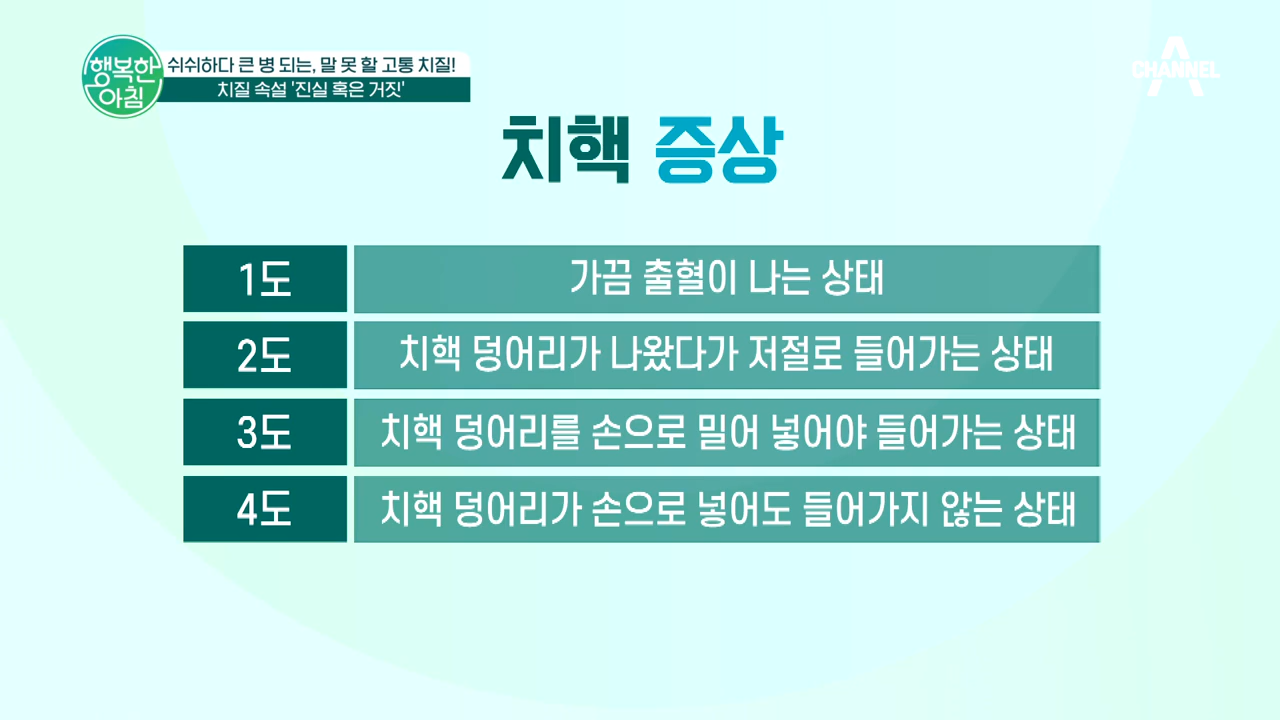 행복한
아침
쉬쉬하다 큰 병 되는, 말 못 할 고통 치질!
치질 속설 '진실 혹은 거짓'
CHANNEL A
치핵 증상
1도 가끔 출혈이 나는 상태
2도 치핵 덩어리가 나왔다가 저절로 들어가는 상태
3도 치핵 덩어리를 손으로 밀어 넣어야 들어가는 상태
4도 치핵 덩어리가 손으로 넣어도 들어가지 않는 상태